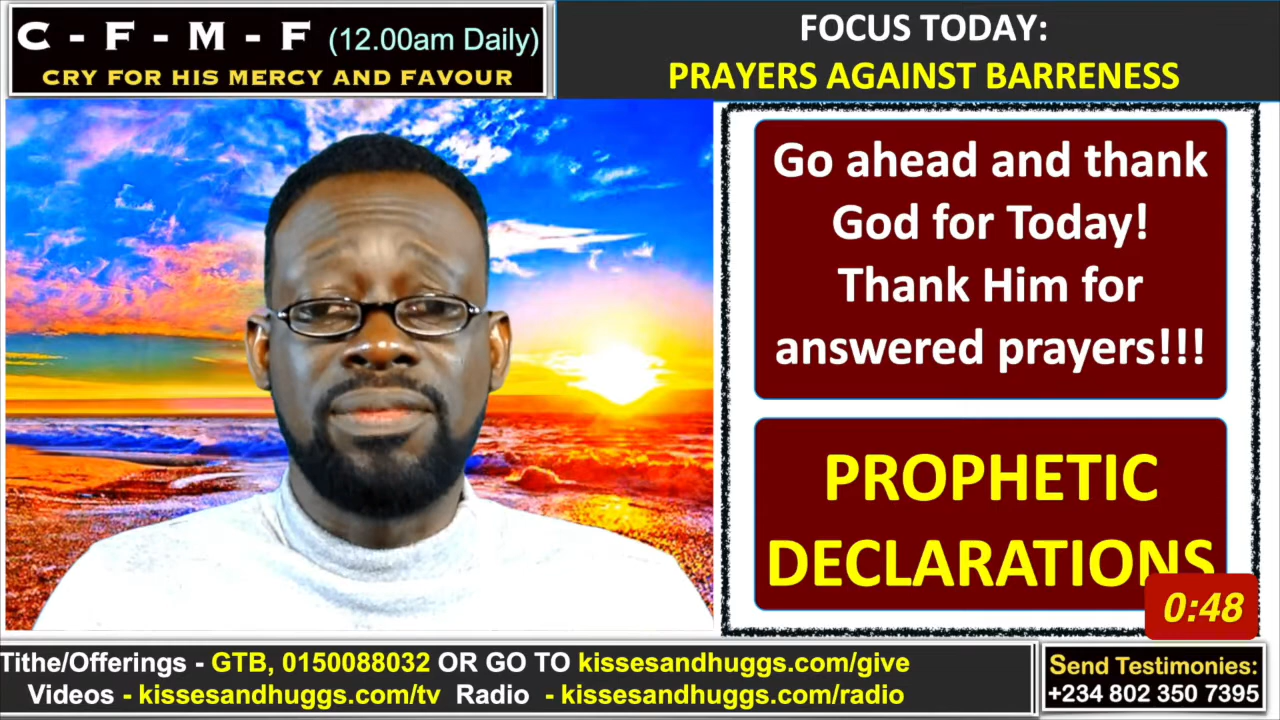 C - F - M - F (12.00am Daily)
CRY FOR HIS MERCY AND FAVOUR
FOCUS TODAY:
PRAYERS AGAINST BARRENESS
Go ahead and thank
God for Today!
Thank Him for
answered prayers!!!
PROPHETIC
DECLARATIONS
0:48
Tithe/Offerings - GTB, 0150088032 OR GO TO kissesandhuggs.com/give
Videos - kissesandhuggs.com/tv Radio - kissesandhuggs.com/radio
Send Testimonies:
+234 802 350 7395